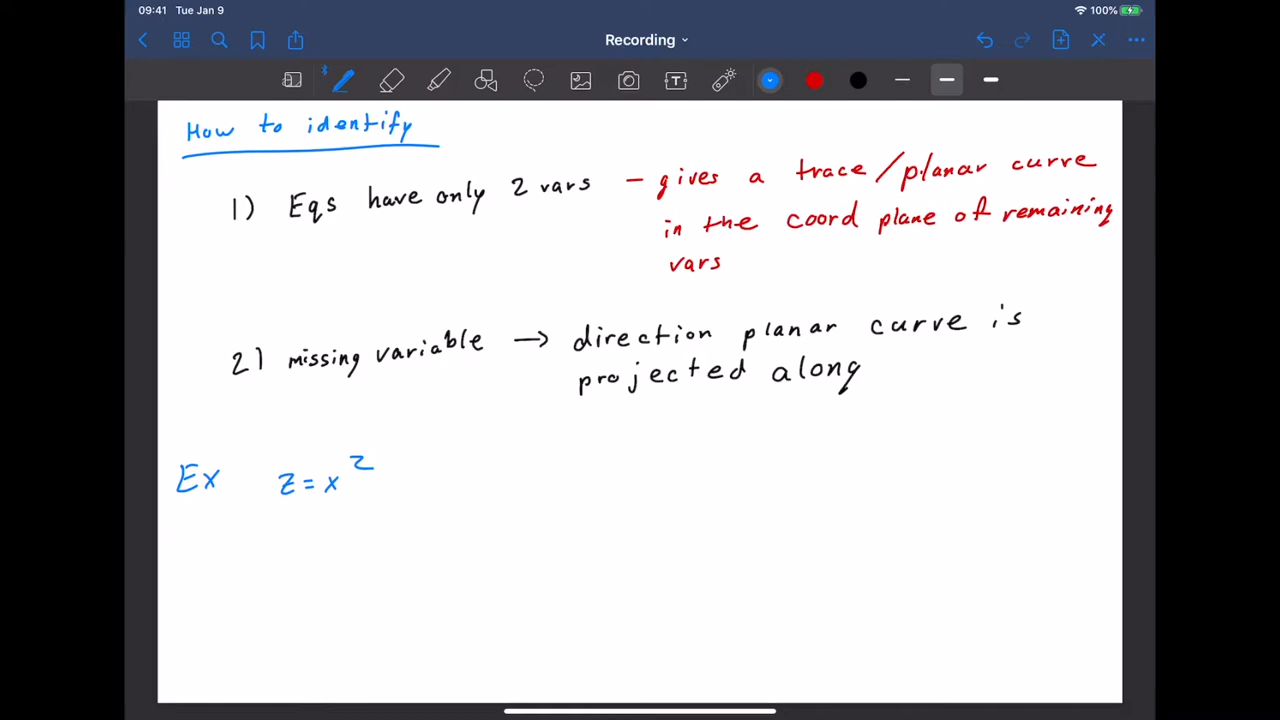 09:41 Tue Jan 9
100%
Recording
How to identify
1) Eqs have only 2 vars – gives a trace/planar curve
in the coord plane of remaining
vars
2) missing variable → direction planar curve is
projected along
Ex z = x²